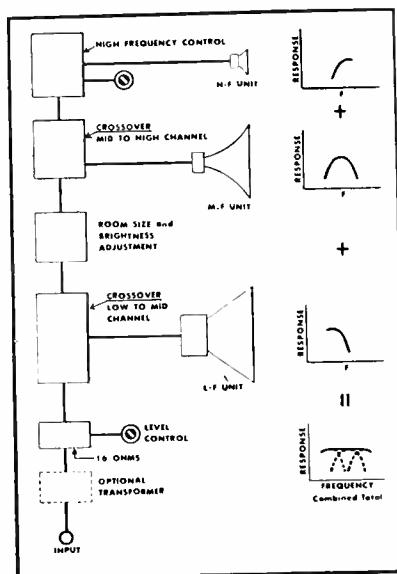 HIGH FREQUENCY CONTROL
H-F UNIT
CROSSOVER
MID TO HIGH CHANNEL
M-F UNIT
ROOM SIZE and
BRIGHTNESS
ADJUSTMENT
CROSSOVER
LOW TO MID
CHANNEL
L-F UNIT
LEVEL
CONTROL
16 OHMS
OPTIONAL
TRANSFORMER
INPUT
RESPONSE
F
+
RESPONSE
F
+
RESPONSE
F
=
RESPONSE
FREQUENCY
Combined Total